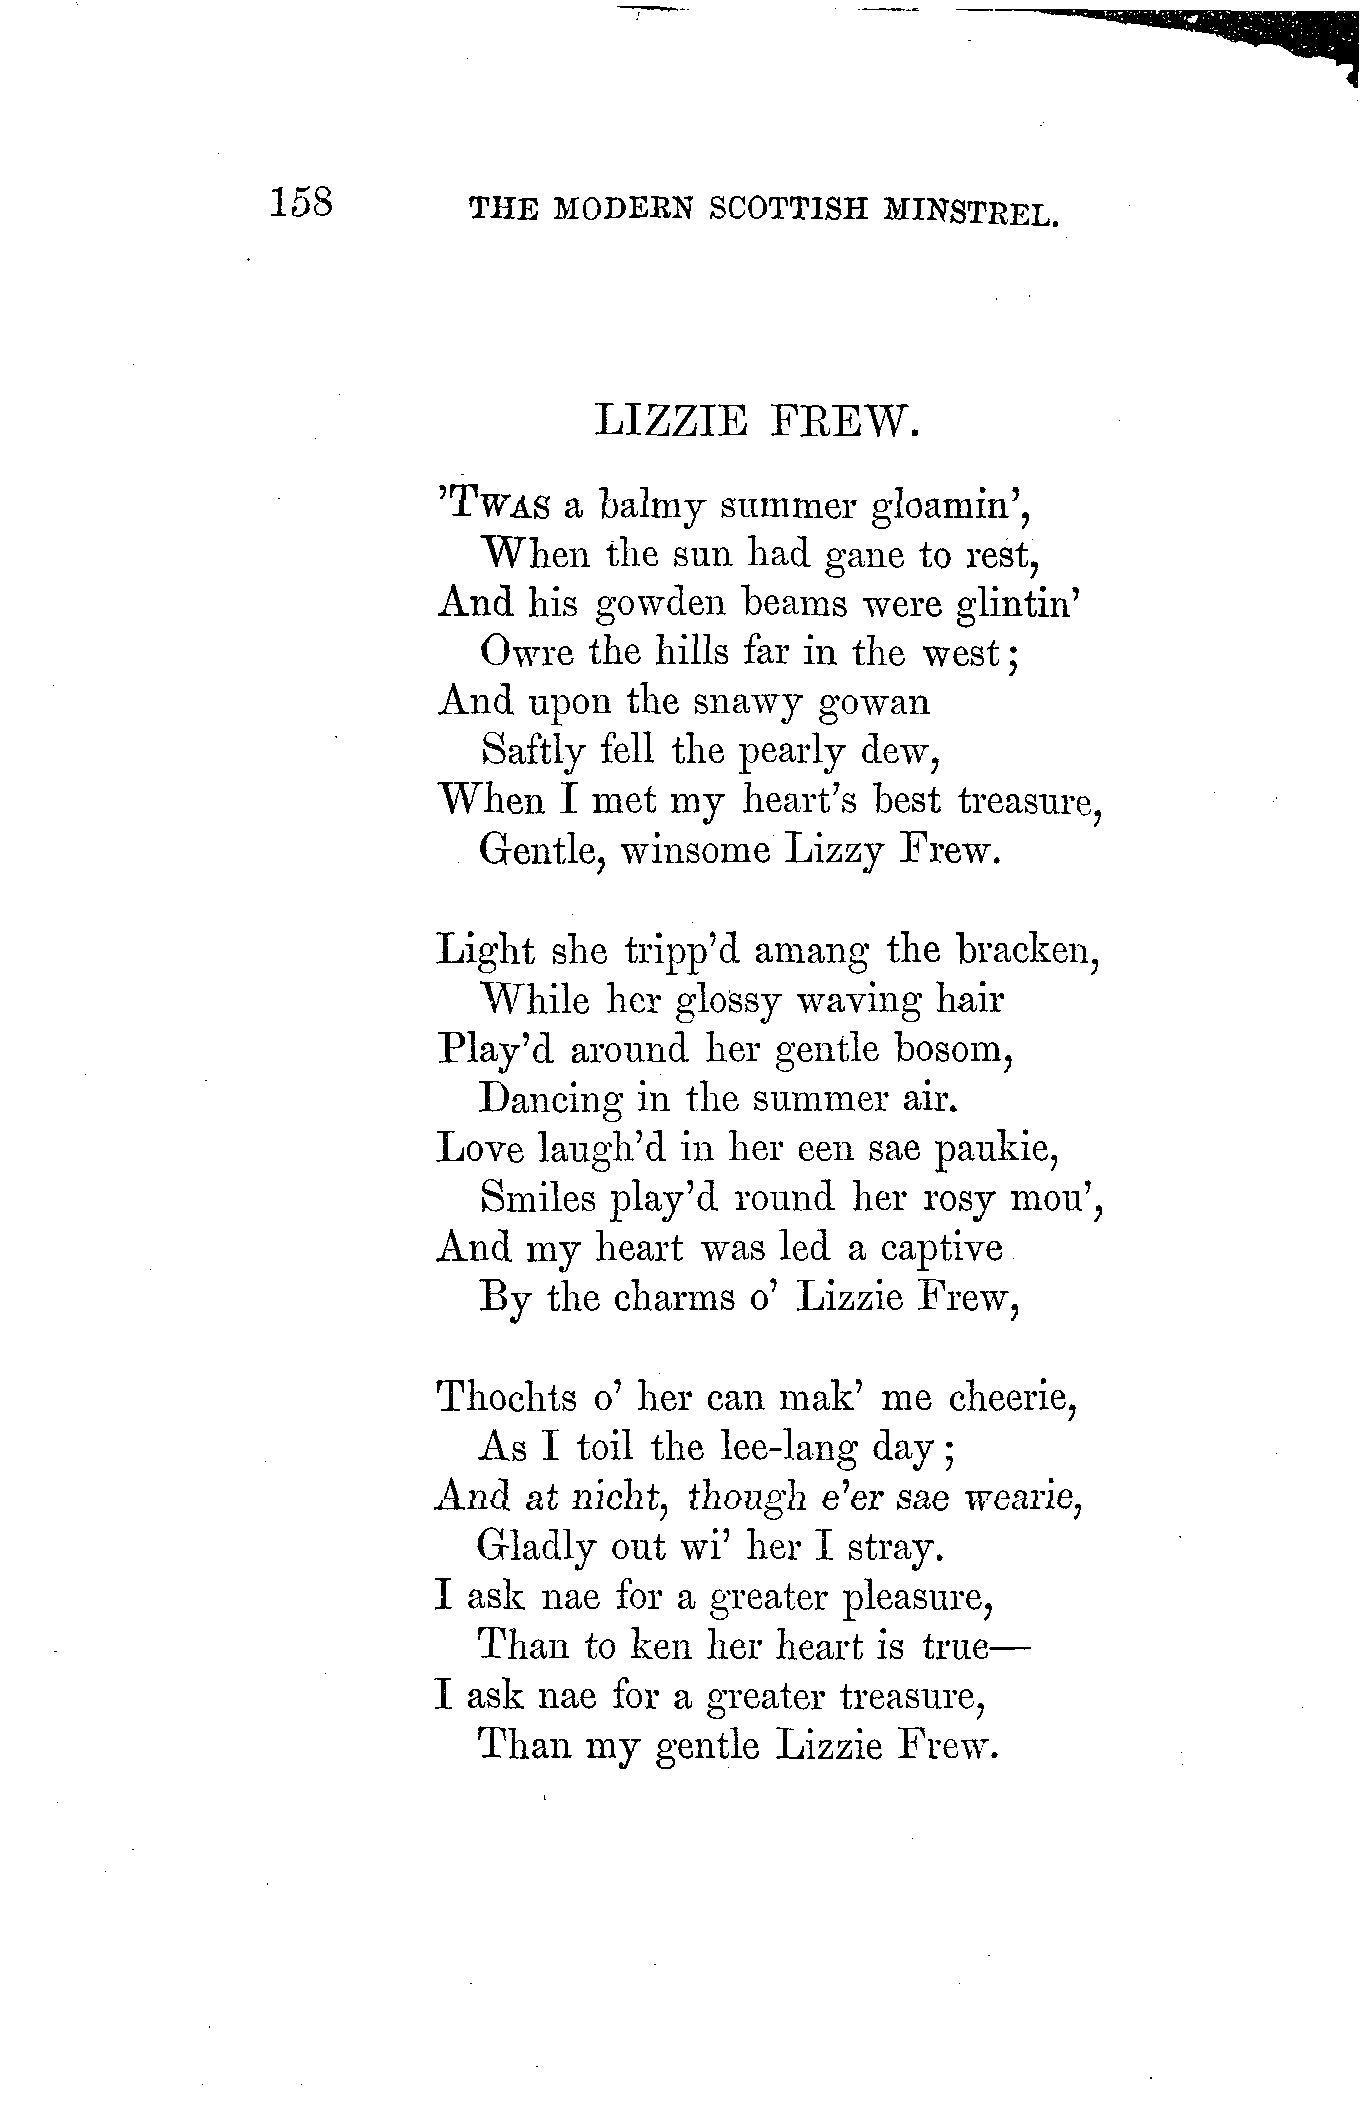 158 THE MODERN SCOTTISH MINSTREL.
LIZZIE FREW.
'TWAS a balmy summer gloamin',
When the sun had gane to rest,
And his gowden beams were glintin'
Owre the hills far in the west;
And upon the snawy gowan
Saftly fell the pearly dew,
When I met my heart's best treasure,
Gentle, winsome Lizzy Frew.
Light she tripp'd amang the bracken,
While her glossy waving hair
Play'd around her gentle bosom,
Dancing in the summer air.
Love laugh'd in her een sae paukie,
Smiles play'd round her rosy mou',
And my heart was led a captive
By the charms o' Lizzie Frew,
Thochts o' her can mak' me cheerie,
As I toil the lee-lang day;
And at nicht, though e'er sae wearie,
Gladly out wi' her I stray.
I ask nae for a greater pleasure,
Than to ken her heart is true—
I ask nae for a greater treasure,
Than my gentle Lizzie Frew.